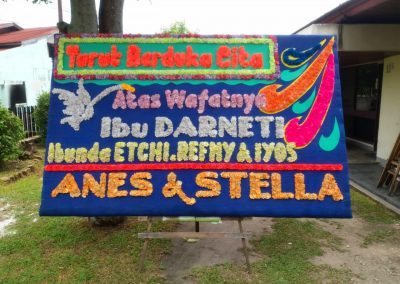 Turut Berduka Cita
Atas Wafatnya
Ibu DARNETI
Ibunda ETCHI.REFNY & IYOS
ANES & STELLA